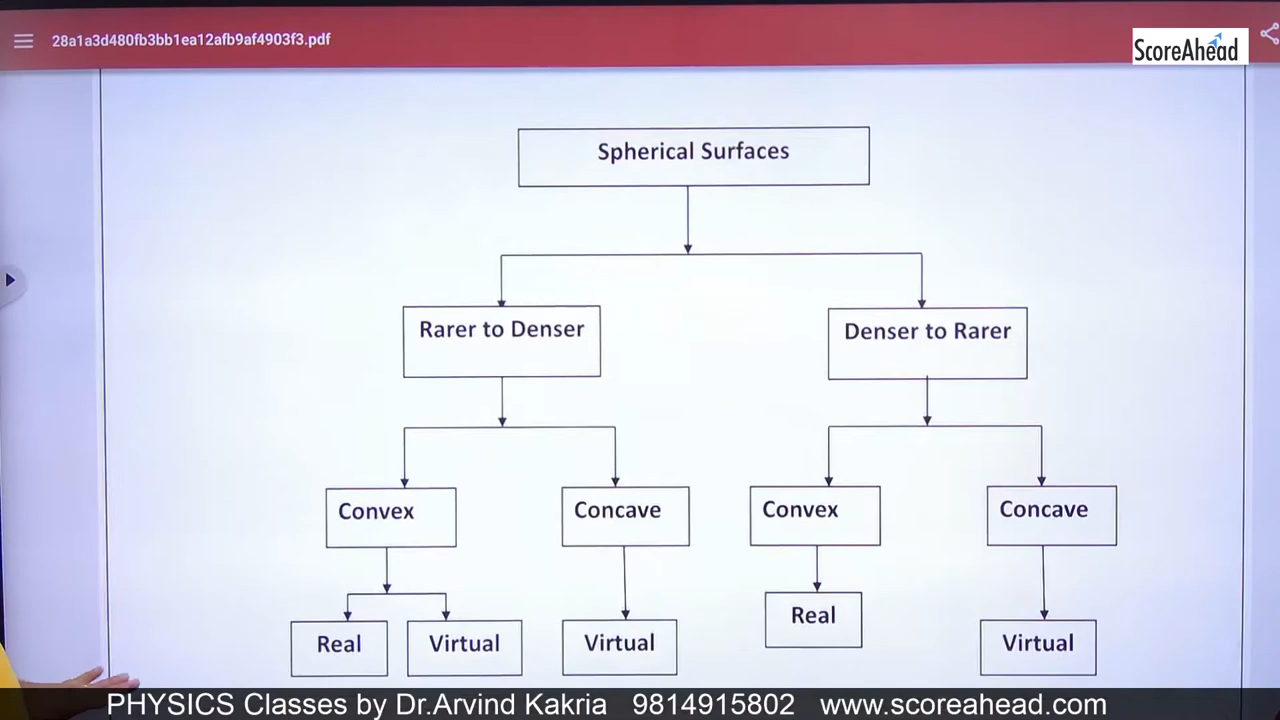 28a1a3d480fb3bb1ea12afb9af4903f3.pdf
ScoreAhead
Spherical Surfaces
Rarer to Denser
Denser to Rarer
Convex
Concave
Convex
Concave
Real
Virtual
Virtual
Real
Virtual
PHYSICS Classes by Dr.Arvind Kakria 9814915802 www.scoreahead.com